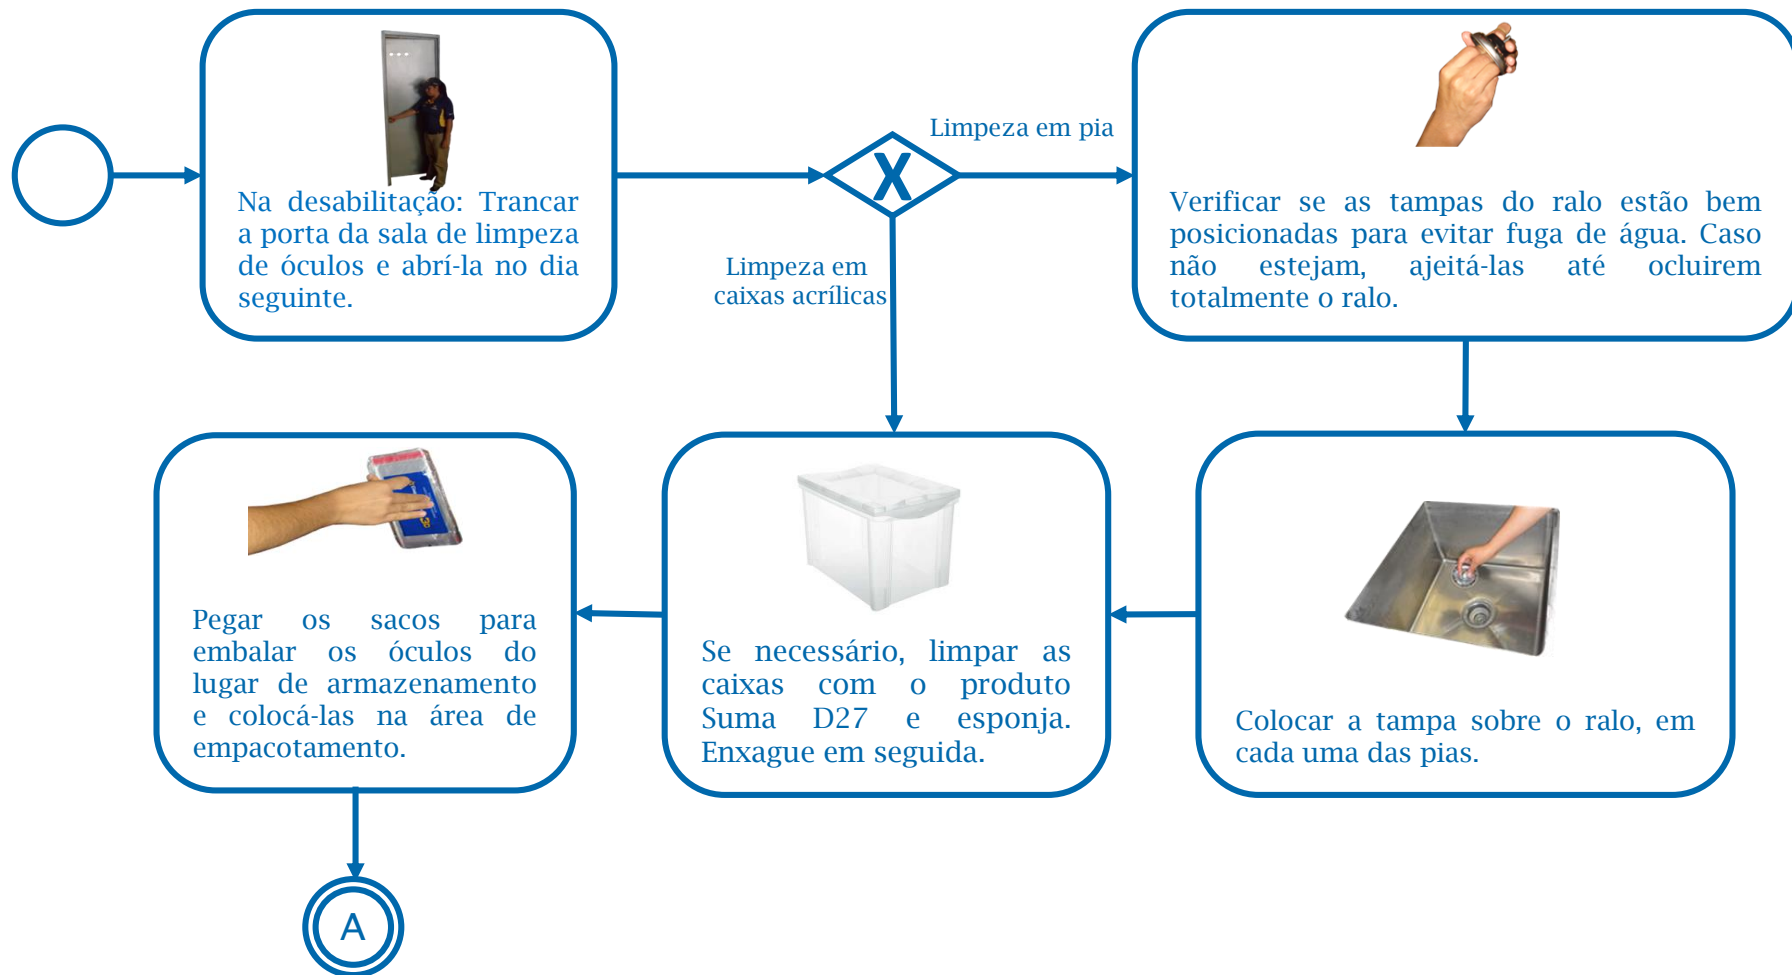 Na desabilitação: Trancar
a porta da sala de limpeza
de óculos e abrí-la no dia
seguinte.
X
Limpeza em pia
Limpeza em
caixas acrílicas
Verificar se as tampas do ralo estão bem
posicionadas para evitar fuga de água. Caso
não estejam, ajeitá-las até ocluirem
totalmente o ralo.
Colocar a tampa sobre o ralo, em
cada uma das pias.
Se necessário, limpar as
caixas com o produto
Suma D27 e esponja.
Enxague em seguida.
Pegar os sacos para
embalar os óculos do
lugar de armazenamento
e colocá-las na área de
empacotamento.
A